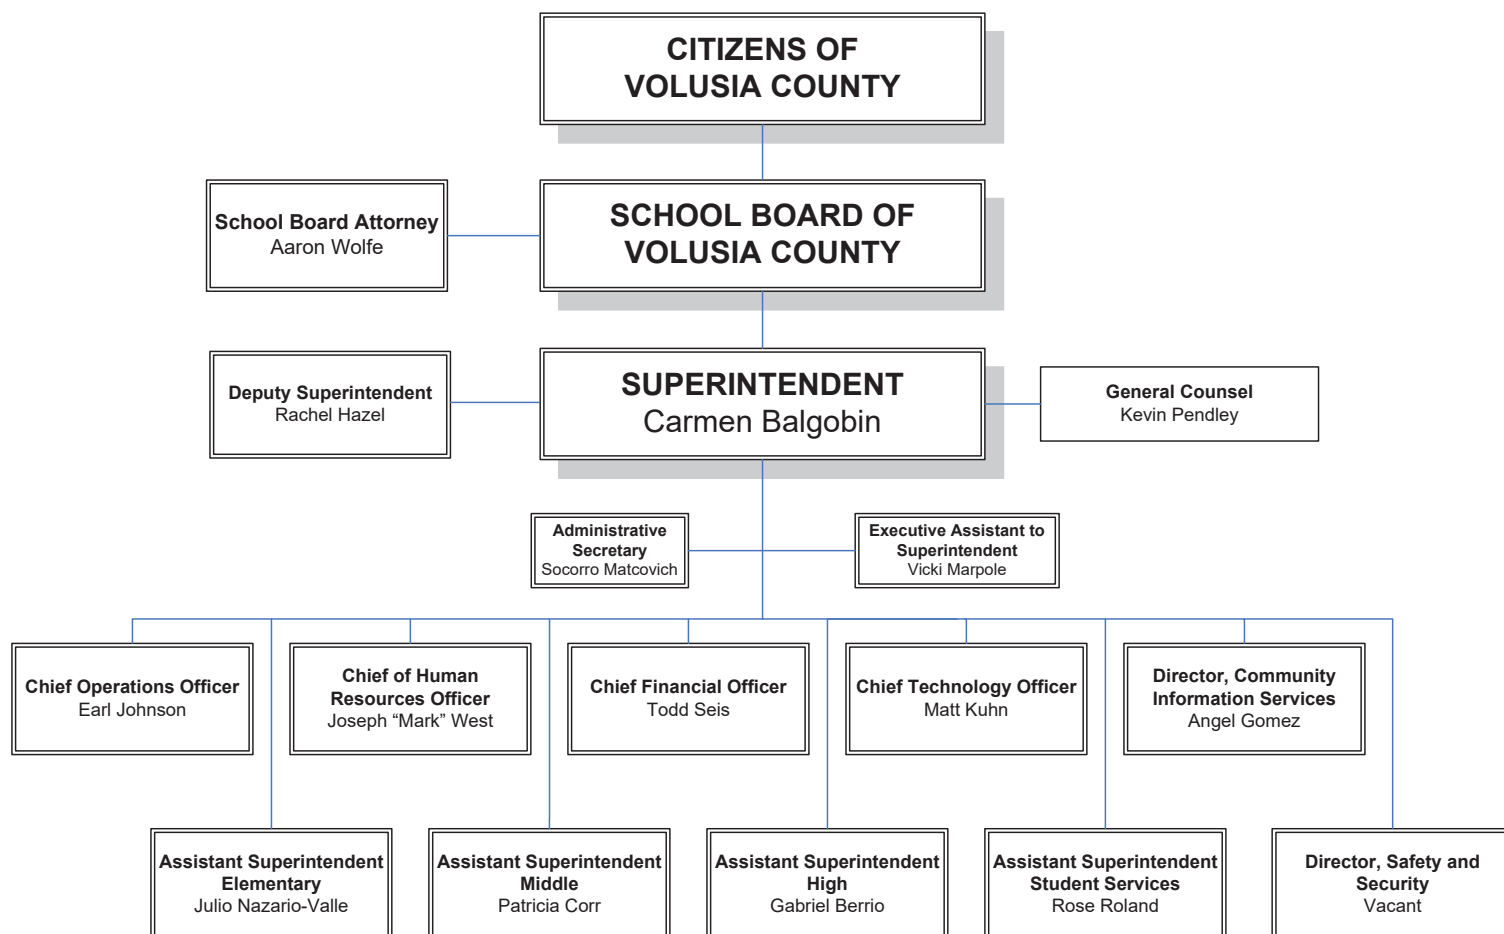 CITIZENS OF
VOLUSIA COUNTY
School Board Attorney
Aaron Wolfe
SCHOOL BOARD OF
VOLUSIA COUNTY
Deputy Superintendent
Rachel Hazel
SUPERINTENDENT
Carmen Balgobin
General Counsel
Kevin Pendley
Administrative
Secretary
Socorro Matcovich
Executive Assistant to
Superintendent
Vicki Marpole
Chief Operations Officer
Earl Johnson
Chief of Human
Resources Officer
Joseph “Mark” West
Chief Financial Officer
Todd Seis
Chief Technology Officer
Matt Kuhn
Director, Community
Information Services
Angel Gomez
Assistant Superintendent
Elementary
Julio Nazario-Valle
Assistant Superintendent
Middle
Patricia Corr
Assistant Superintendent
High
Gabriel Berrio
Assistant Superintendent
Student Services
Rose Roland
Director, Safety and
Security
Vacant